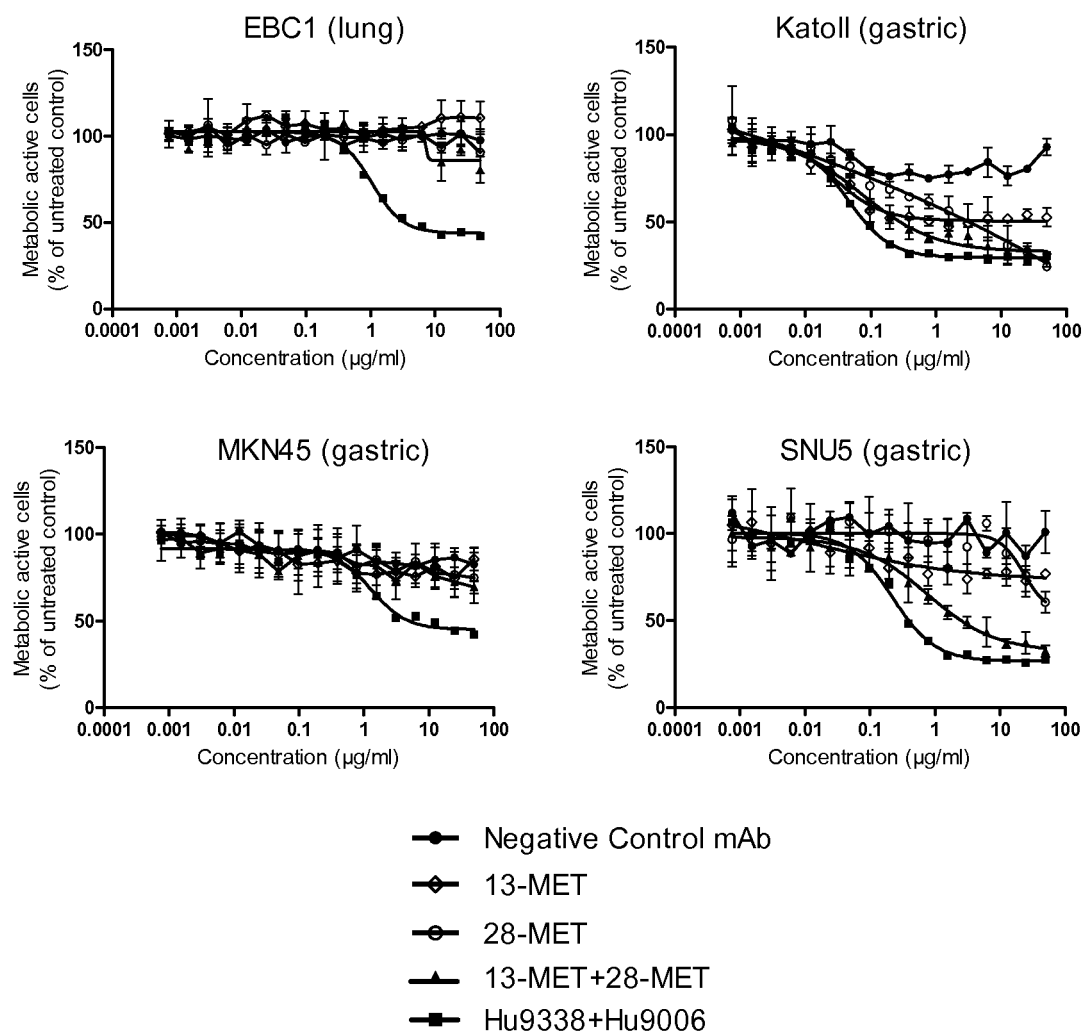 EBC1 (lung)
Metabolic active cells
(% of untreated control)
150
100
50
0
0.0001 0.001 0.01 0.1 1 10 100
Concentration (µg/ml)
KatoII (gastric)
Metabolic active cells
(% of untreated control)
150
100
50
0
0.0001 0.001 0.01 0.1 1 10 100
Concentration (µg/ml)
MKN45 (gastric)
Metabolic active cells
(% of untreated control)
150
100
50
0
0.0001 0.001 0.01 0.1 1 10 100
Concentration (µg/ml)
SNU5 (gastric)
Metabolic active cells
(% of untreated control)
150
100
50
0
0.0001 0.001 0.01 0.1 1 10 100
Concentration (µg/ml)
Negative Control mAb
13-MET
28-MET
13-MET+28-MET
Hu9338+Hu9006